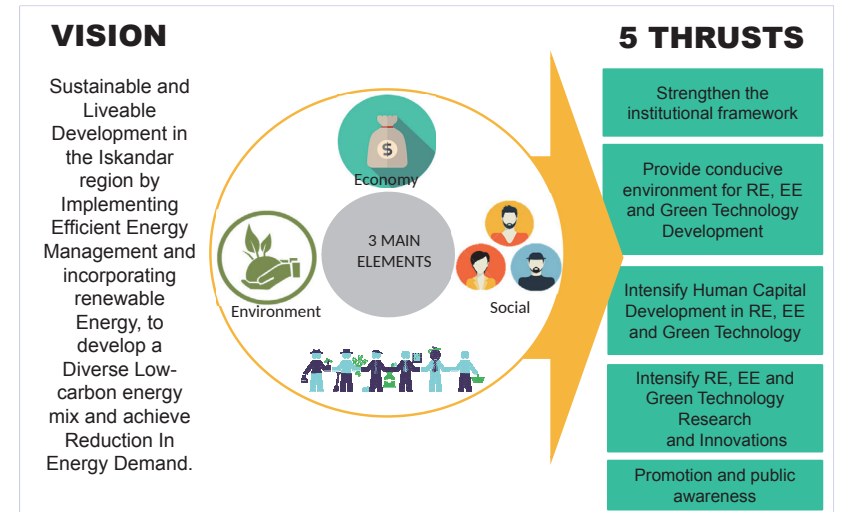 VISION
Sustainable and
Liveable
Development in
the Iskandar
region by
Implementing
Efficient Energy
Management and
incorporating
renewable
Energy, to
develop a
Diverse Low-
carbon energy
mix and achieve
Reduction In
Energy Demand.
$
Economy
3 MAIN
ELEMENTS
Environment
Social
5 THRUSTS
Strengthen the
institutional framework
Provide conducive
environment for RE, EE
and Green Technology
Development
Intensify Human Capital
Development in RE, EE
and Green Technology
Intensify RE, EE and
Green Technology
Research
and Innovations
Promotion and public
awareness